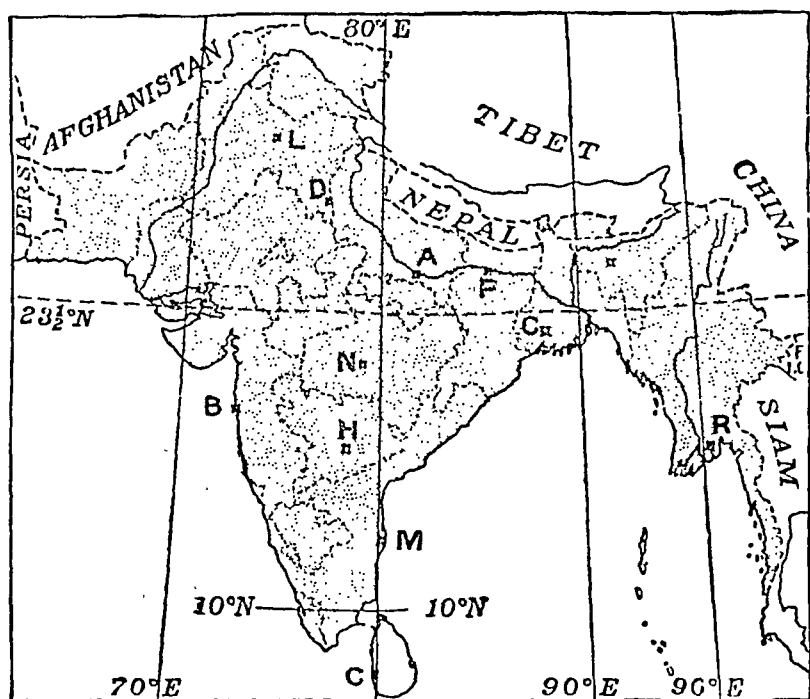 80° E
AFGHANISTAN
PERSIA
TIBET
CHINA
L
D
NEPAL
A
P
23½° N
C
N
B
H
R
SIAM
M
10°N
10°N
C
70°E
90°E
90°E